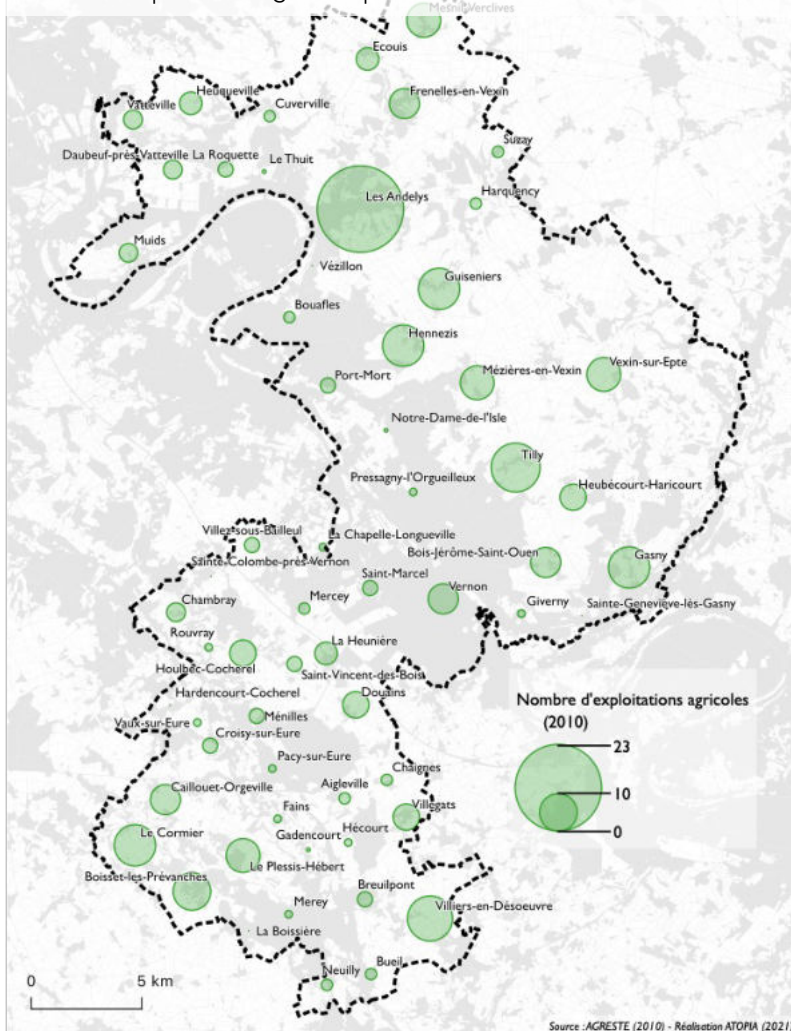 Mesnil-Verclives
Ecouis
Heuqueville
Frenelles-en-Vexin
Vatteville
Cuverville
Suzay
Daubeuf-près-Vatteville
La Roquette
Le Thuit
Les Andelys
Harquency
Muids
Vézillon
Guiseniers
Bouafles
Hennezis
Port-Mort
Mézières-en-Vexin
Vexin-sur-Epte
Notre-Dame-de-l'Isle
Tilly
Pressagny-l'Orgueilleux
Heubécourt-Haricourt
Villez-sous-Bailleul
La Chapelle-Longueville
Sainte-Colombe-près-Vernon
Bois-Jérôme-Saint-Ouen
Gasny
Saint-Marcel
Vernon
Chambray
Mercey
Giverny
Sainte-Geneviève-lès-Gasny
Rouvray
La Heunière
Houlbec-Cocherel
Saint-Vincent-des-Bois
Hardencourt-Cocherel
Douains
Vaux-sur-Eure
Ménilles
Croisy-sur-Eure
Pacy-sur-Eure
Chaignes
Caillouet-Orgeville
Aigleville
Fains
Villegats
Le Cormier
Gadencourt
Hécourt
Boisset-les-Prévanches
Le Plessis-Hébert
Breuilpont
Merey
Villiers-en-Désoeuvre
La Boissière
Neuilly
Bueil
Nombre d'exploitations agricoles
(2010)
23
10
0
0 5 km
Source : AGRESTE (2010) - Réalisation ATOPIA (2021